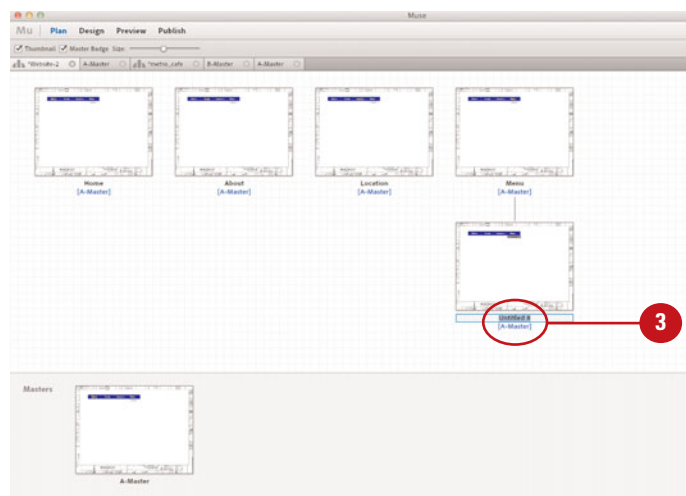 Muse
Mu Plan Design Preview Publish
Thumbnail Master Badge Size:
*Website-2 A-Master *metro_cafe B-Master A-Master
Home About Location Menu
[A-Master] [A-Master] [A-Master] [A-Master]
Untitled 4
[A-Master]
3
Masters
A-Master